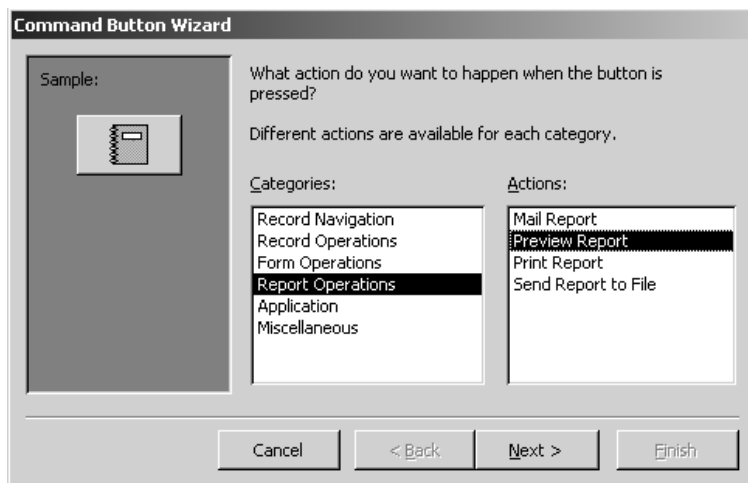 Command Button Wizard
Sample:
What action do you want to happen when the button is
pressed?
Different actions are available for each category.
Categories:
Record Navigation
Record Operations
Form Operations
Report Operations
Application
Miscellaneous
Actions:
Mail Report
Preview Report
Print Report
Send Report to File
Cancel
< Back
Next >
Finish